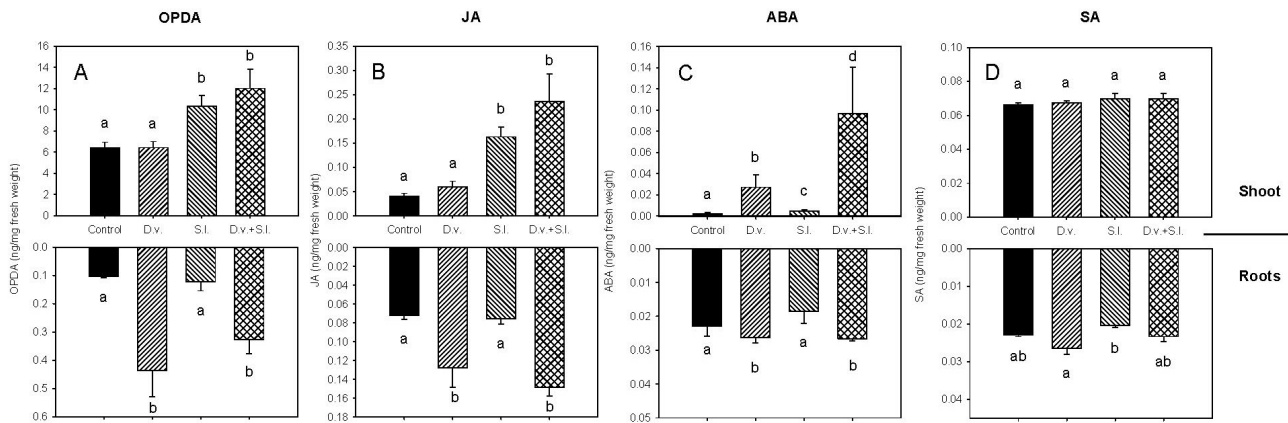 OPDA
JA
ABA
SA
A
16
14
12
10
8
6
4
2
0
a
a
b
b
Control
D.v.
S.l.
D.v.+S.l.
0.0
0.1
0.2
0.3
0.4
0.5
0.6
a
b
a
b
OPDA (ng/mg fresh weight)
B
0.35
0.30
0.25
0.20
0.15
0.10
0.05
0.00
a
a
b
b
Control
D.v.
S.l.
D.v.+S.l.
0.00
0.02
0.04
0.06
0.08
0.10
0.12
0.14
0.16
0.18
a
b
a
b
JA (ng/mg fresh weight)
C
0.16
0.14
0.12
0.10
0.08
0.06
0.04
0.02
0.00
a
b
c
d
Control
D.v.
S.l.
D.v.+S.l.
0.00
0.01
0.02
0.03
0.04
0.05
a
b
a
b
ABA (ng/mg fresh weight)
D
0.10
0.08
0.06
0.04
0.02
0.00
a
a
a
a
Control
D.v.
S.l.
D.v.+S.l.
0.00
0.01
0.02
0.03
0.04
ab
a
b
ab
SA (ng/mg fresh weight)
Shoot
Roots